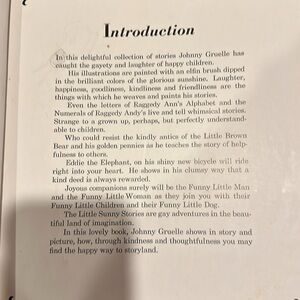 Introduction
In this delightful collection of stories Johnny Gruelle has
caught the gayety and laughter of happy children.
His illustrations are painted with an elfin brush dipped
in the brilliant colors of the glorious sunshine. Laughter,
happiness, goodliness, kindliness and friendliness are the
things with which he weaves and paints his stories.
Even the letters of Raggedy Ann's Alphabet and the
Numerals of Raggedy Andy's live and tell whimsical stories.
Strange to a grown up, perhaps, but perfectly understand-
able to children.
Who could resist the kindly antics of the Little Brown
Bear and his golden pennies as he teaches the story of help-
fulness to others.
Eddie the Elephant, on his shiny new bicycle will ride
right into your heart. He shows in his clumsy way that a
kind deed is always rewarded.
Joyous companions surely will be the Funny Little Man
and the Funny Little Woman as they join you with their
Funny Little Children and their Funny Little Dog.
The Little Sunny Stories are gay adventures in the beau-
tiful land of imagination.
In this lovely book, Johnny Gruelle shows in story and
picture, how, through kindness and thoughtfulness you may
find the happy way to storyland.